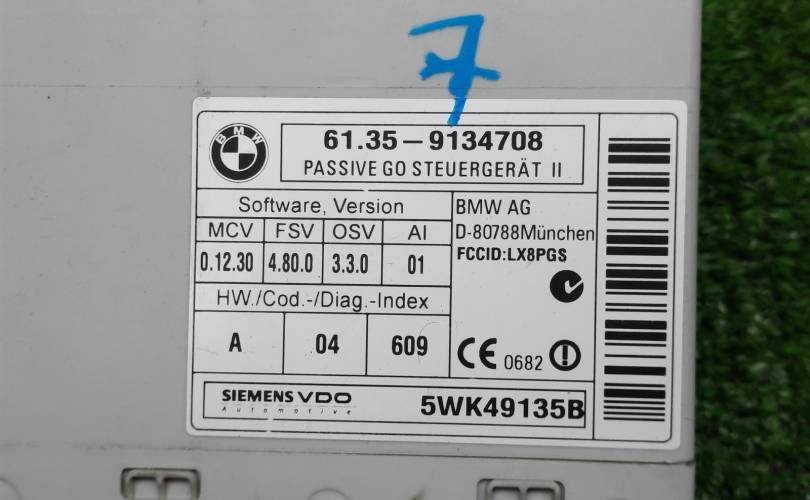 7
BMW
61.35-9134708
PASSIVE GO STEUERGERÄT II
Software, Version
MCV FSV OSV AI
0.12.30 4.80.0 3.3.0 01
HW./Cod.-/Diag.-Index
A 04 609
BMW AG
D-80788München
FCCID:LX8PGS
CE 0682
SIEMENS VDO
Automotive
5WK49135B